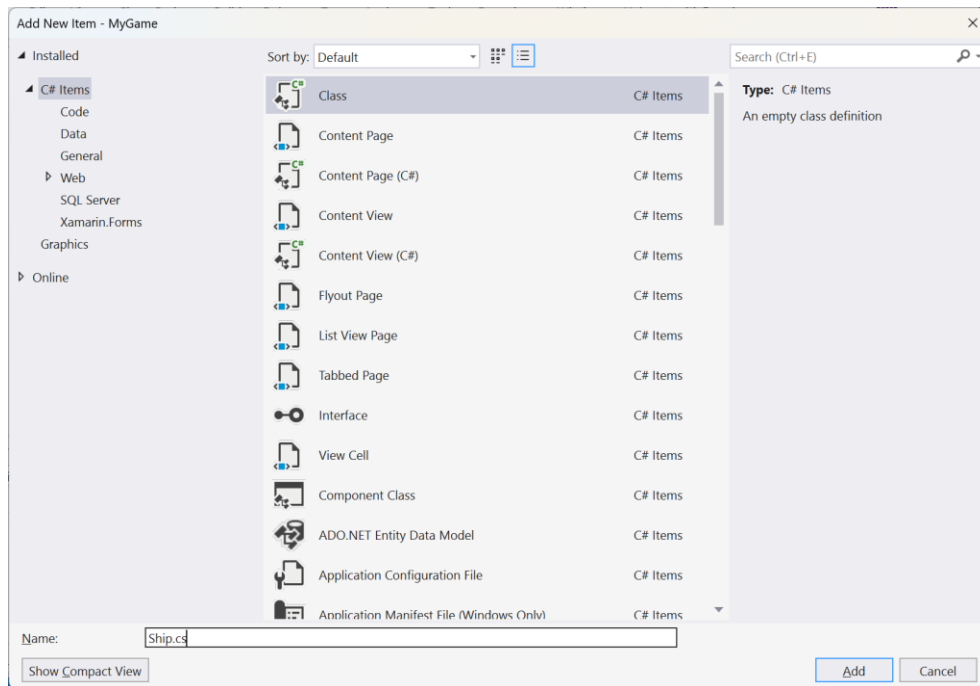 Add New Item - MyGame
Installed
Sort by: Default
Search (Ctrl+E)
C# Items
Code
Data
General
Web
SQL Server
Xamarin.Forms
Graphics
Online
Class C# Items
Content Page C# Items
Content Page (C#) C# Items
Content View C# Items
Content View (C#) C# Items
Flyout Page C# Items
List View Page C# Items
Tabbed Page C# Items
Interface C# Items
View Cell C# Items
Component Class C# Items
ADO.NET Entity Data Model C# Items
Application Configuration File C# Items
Application Manifest File (Windows Only) C# Items
Type: C# Items
An empty class definition
Name: Ship.cs
Show Compact View
Add Cancel